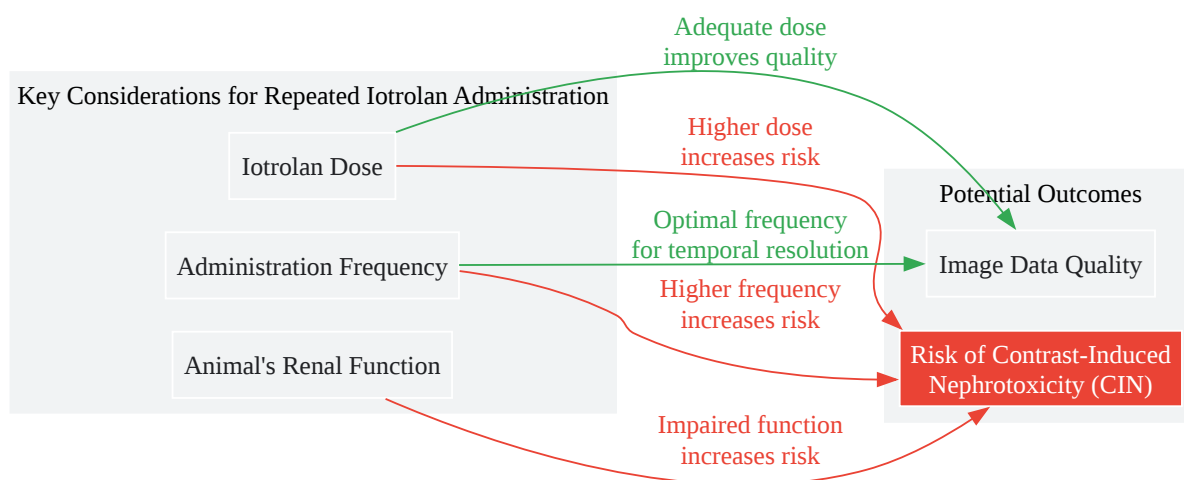 Adequate dose
improves quality
Key Considerations for Repeated Iotrolan Administration
Iotrolan Dose
Higher dose
increases risk
Potential Outcomes
Administration Frequency
Optimal frequency
for temporal resolution
Image Data Quality
Higher frequency
increases risk
Animal's Renal Function
Risk of Contrast-Induced
Nephrotoxicity (CIN)
Impaired function
increases risk